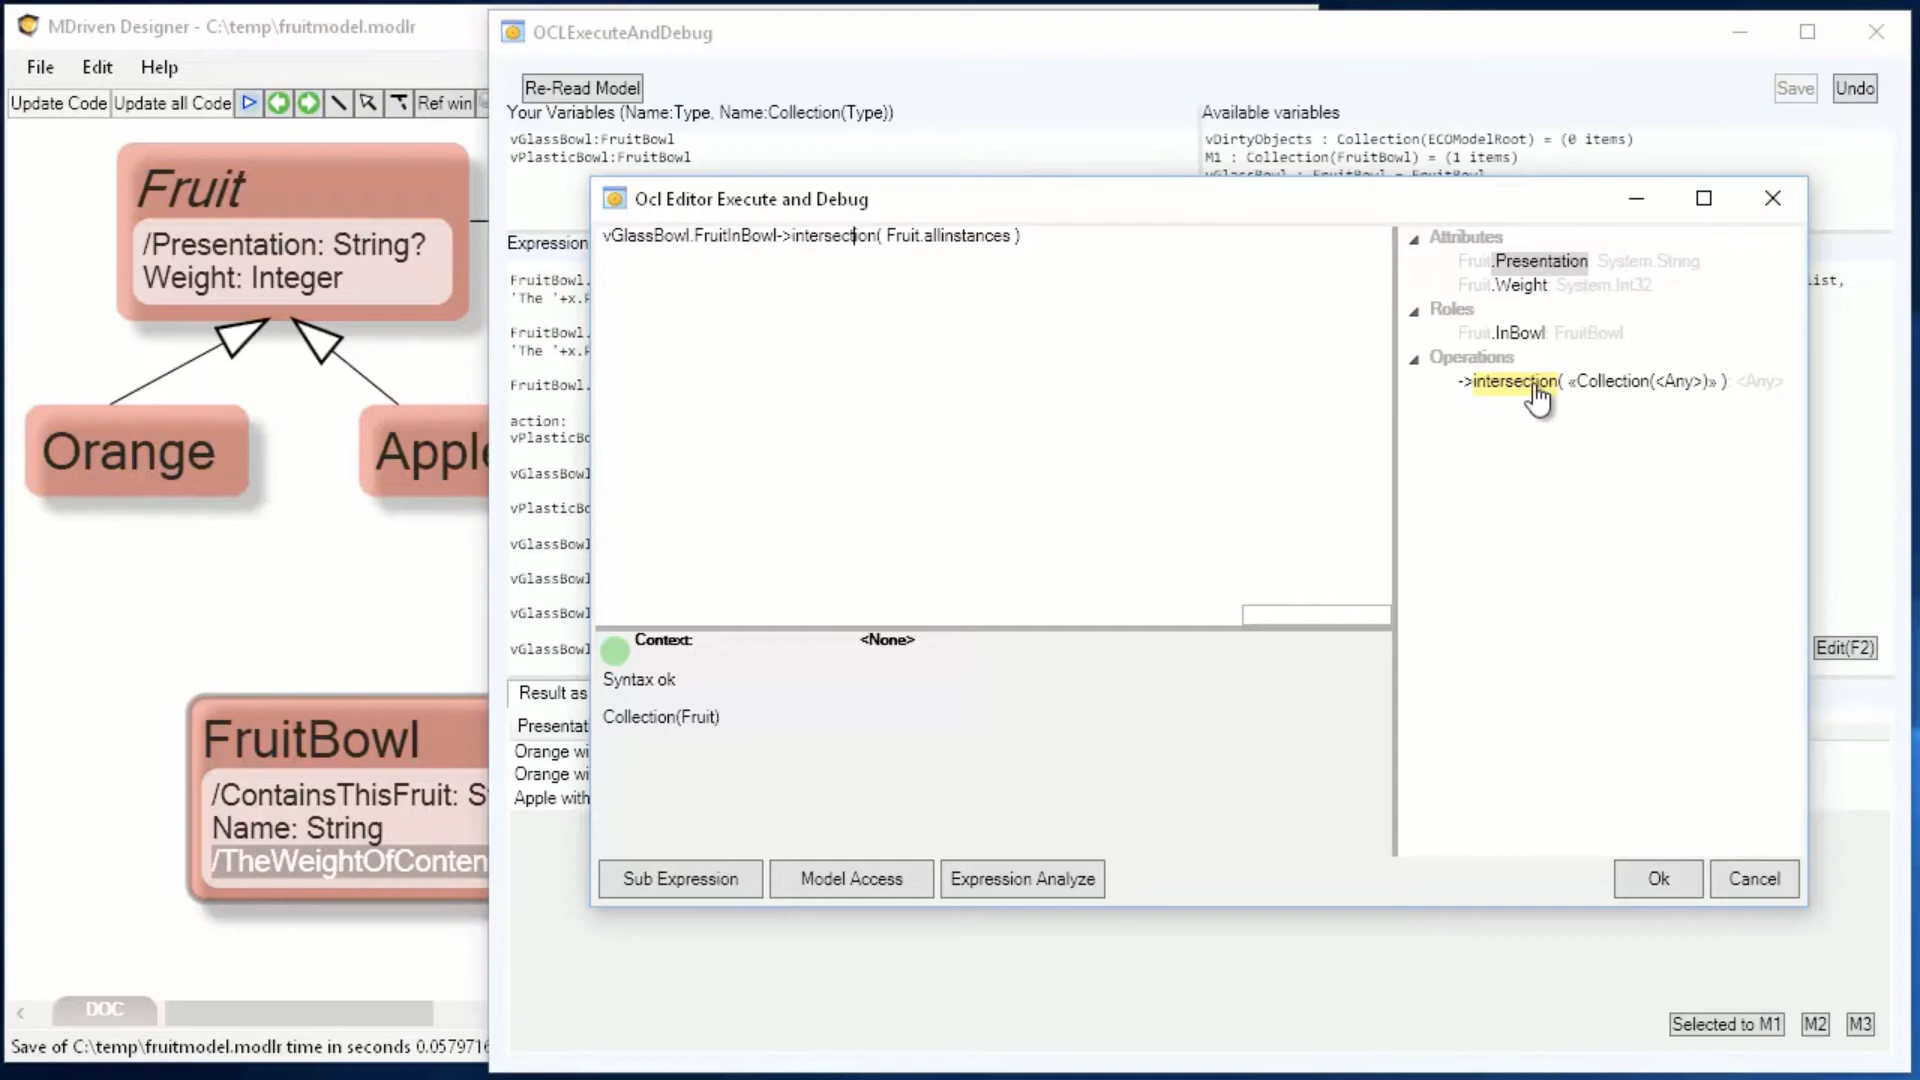 MDriven Designer - C:\temp\fruitmodel.modlr
File Edit Help
Update Code Update all Code Ref win
Fruit
/Presentation: String?
Weight: Integer
Orange
Apple
FruitBowl
/ContainsThisFruit: S
Name: String
/TheWeightOfConten
DOC
Save of C:\temp\fruitmodel.modlr time in seconds 0.057971
OCLExecuteAndDebug
Re-Read Model
Save Undo
Your Variables (Name:Type, Name:Collection(Type))
Available variables
vGlassBowl:FruitBowl
vPlasticBowl:FruitBowl
vDirtyObjects : Collection(ECOModelRoot) = (0 items)
M1 : Collection(FruitBowl) = (1 items)
vGlassBowl : FruitBowl = FruitBowl
Expression
FruitBowl.
ist,
'The '+x.
FruitBowl.
'The '+x.
FruitBowl.
action:
vPlasticBo
vGlassBowl
vPlasticBo
vGlassBowl
vGlassBowl
vGlassBowl
vGlassBowl
Edit(F2)
Result as
Presentat
Orange wi
Orange wi
Apple with
Selected to M1 M2 M3
Ocl Editor Execute and Debug
vGlassBowl.FruitInBowl->intersection( Fruit.allinstances )
Attributes
Fruit.Presentation System.String
Fruit.Weight System.Int32
Roles
Fruit.InBowl FruitBowl
Operations
->intersection( «Collection(<Any>)» ) <Any>
Context: <None>
Syntax ok
Collection(Fruit)
Sub Expression Model Access Expression Analyze Ok Cancel